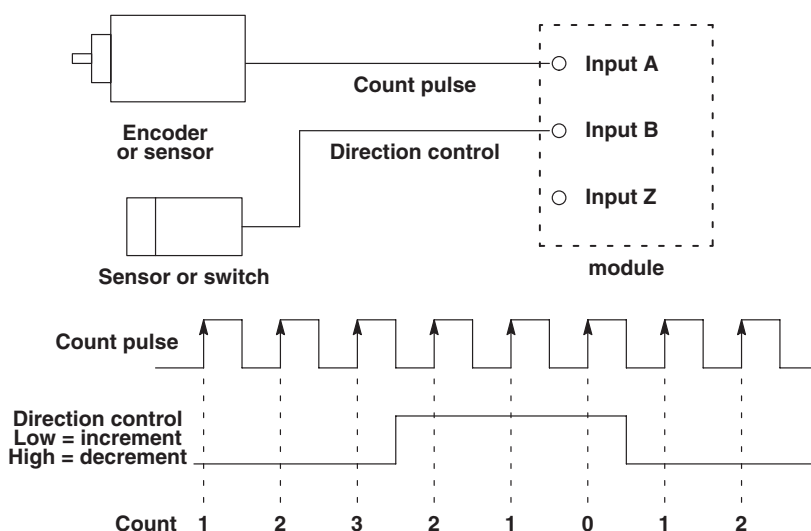 Input A
Count pulse
Encoder
or sensor
Input B
Direction control
Input Z
Sensor or switch
module
Count pulse
Direction control
Low = increment
High = decrement
Count 1 2 3 2 1 0 1 2